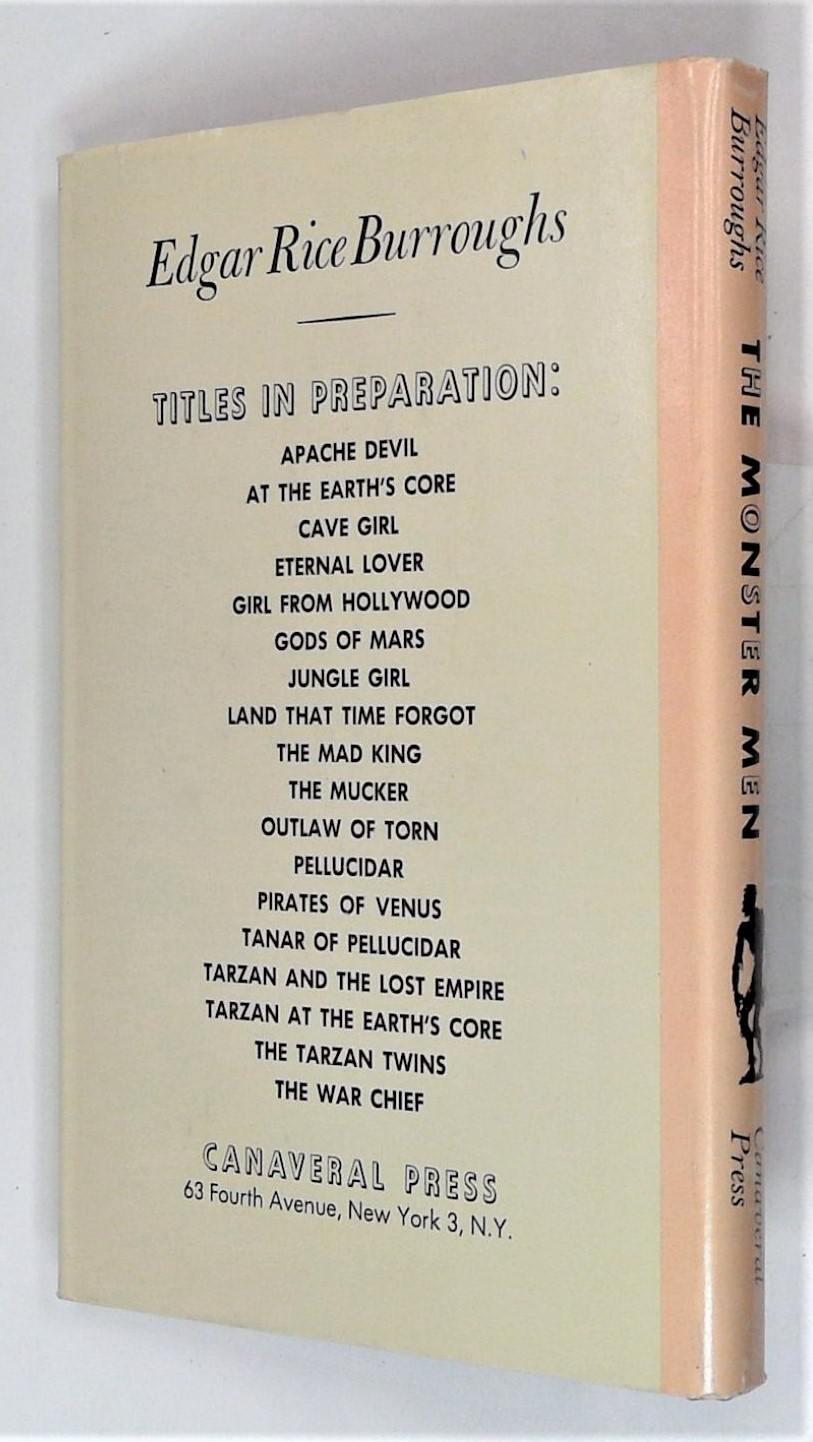 Edgar Rice Burroughs
TITLES IN PREPARATION:
APACHE DEVIL
AT THE EARTH'S CORE
CAVE GIRL
ETERNAL LOVER
GIRL FROM HOLLYWOOD
GODS OF MARS
JUNGLE GIRL
LAND THAT TIME FORGOT
THE MAD KING
THE MUCKER
OUTLAW OF TORN
PELLUCIDAR
PIRATES OF VENUS
TANAR OF PELLUCIDAR
TARZAN AND THE LOST EMPIRE
TARZAN AT THE EARTH'S CORE
THE TARZAN TWINS
THE WAR CHIEF
CANAVERAL PRESS
63 Fourth Avenue, New York 3, N.Y.
Edgar Rice
Burroughs
THE MONSTER MEN
Canaveral
Press